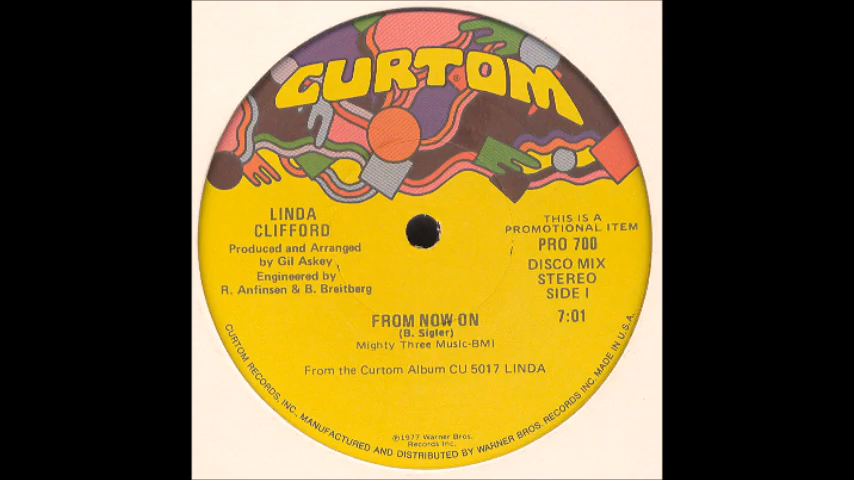 CURTOM
LINDA
CLIFFORD
Produced and Arranged
by Gil Askey
Engineered by
R. Anfinsen & B. Breitberg
THIS IS A
PROMOTIONAL ITEM
PRO 700
DISCO MIX
STEREO
SIDE I
7:01
FROM NOW ON
(B. Sigler)
Mighty Three Music-BMI
From the Curtom Album CU 5017 LINDA
℗1977 Warner Bros.
Records Inc.
CURTOM RECORDS, INC., MANUFACTURED AND DISTRIBUTED BY WARNER BROS. RECORDS INC. MADE IN U.S.A.